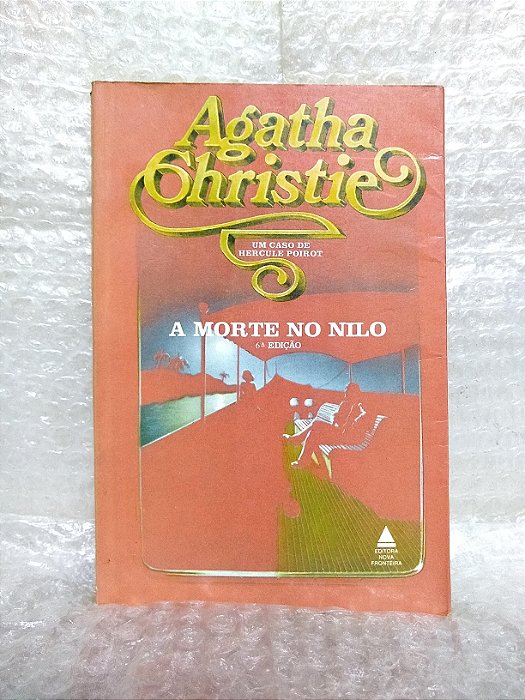 Agatha
Christie
UM CASO DE
HERCULE POIROT
A MORTE NO NILO
6ª EDIÇÃO
EDITORA
NOVA
FRONTEIRA